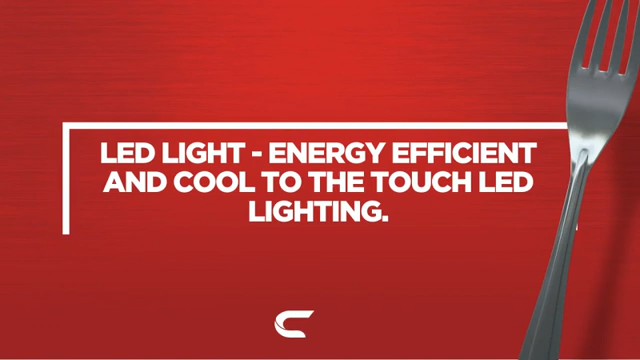 LED LIGHT - ENERGY EFFICIENT
AND COOL TO THE TOUCH LED
LIGHTING.